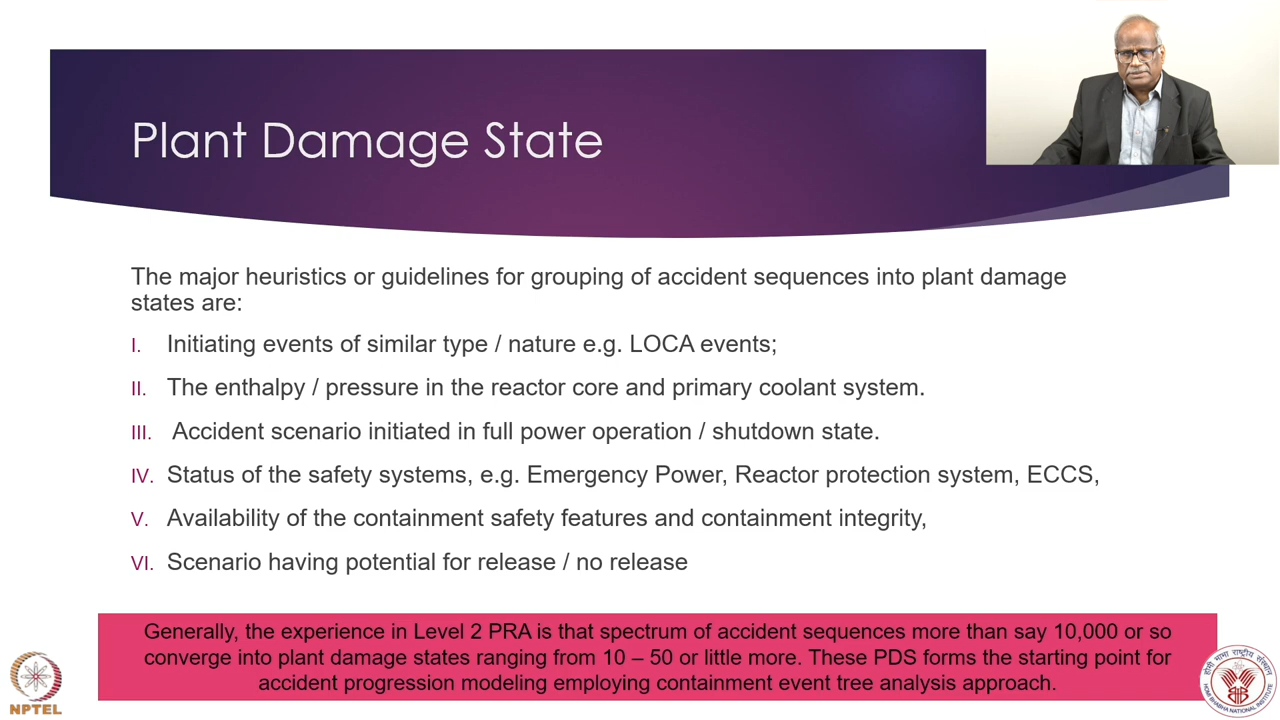 Plant Damage State
The major heuristics or guidelines for grouping of accident sequences into plant damage
states are:
I. Initiating events of similar type / nature e.g. LOCA events;
II. The enthalpy / pressure in the reactor core and primary coolant system.
III. Accident scenario initiated in full power operation / shutdown state.
IV. Status of the safety systems, e.g. Emergency Power, Reactor protection system, ECCS,
V. Availability of the containment safety features and containment integrity,
VI. Scenario having potential for release / no release
Generally, the experience in Level 2 PRA is that spectrum of accident sequences more than say 10,000 or so
converge into plant damage states ranging from 10 – 50 or little more. These PDS forms the starting point for
accident progression modeling employing containment event tree analysis approach.
NPTEL
होमी भाभा राष्ट्रीय संस्थान
HOMI BHABHA NATIONAL INSTITUTE